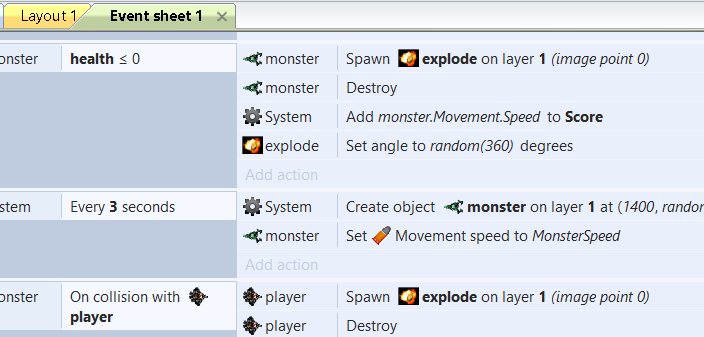 Layout 1 Event sheet 1
onster health ≤ 0 monster Spawn explode on layer 1 (image point 0)
monster Destroy
System Add monster.Movement.Speed to Score
explode Set angle to random(360) degrees
Add action
stem Every 3 seconds System Create object monster on layer 1 at (1400, rando
monster Set Movement speed to MonsterSpeed
Add action
onster On collision with player player Spawn explode on layer 1 (image point 0)
player Destroy